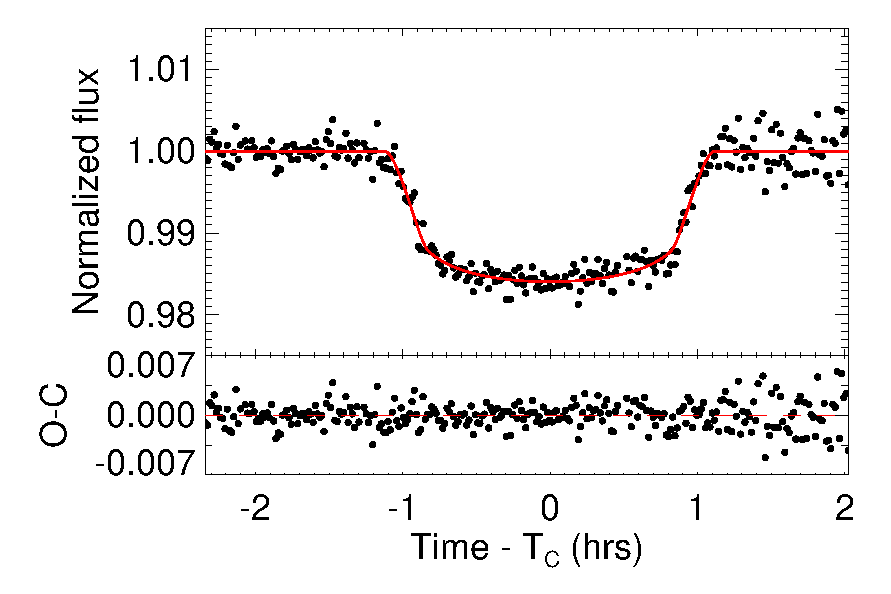 Normalized flux
1.01
1.00
0.99
0.98
O-C
0.007
0.000
-0.007
-2 -1 0 1 2
Time - T_C (hrs)